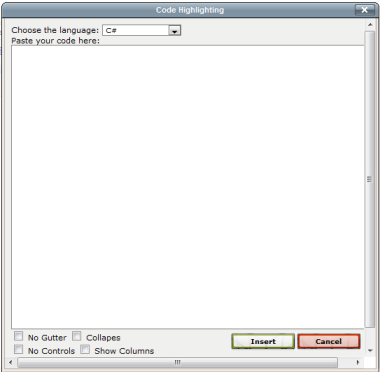 Code Highlighting
Choose the language: C#
Paste your code here:
No Gutter Collapes
Insert Cancel
No Controls Show Columns